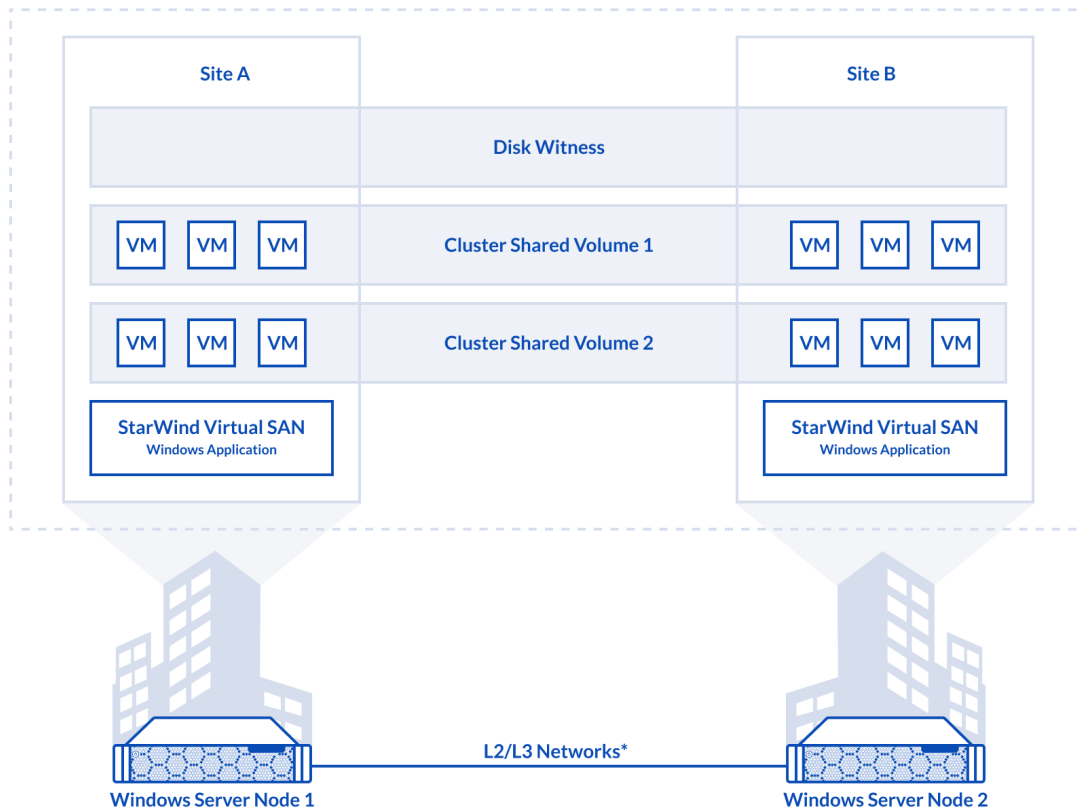 Site A
Site B
Disk Witness
VM VM VM Cluster Shared Volume 1 VM VM VM
VM VM VM Cluster Shared Volume 2 VM VM VM
StarWind Virtual SAN
Windows Application
StarWind Virtual SAN
Windows Application
L2/L3 Networks*
Windows Server Node 1
Windows Server Node 2